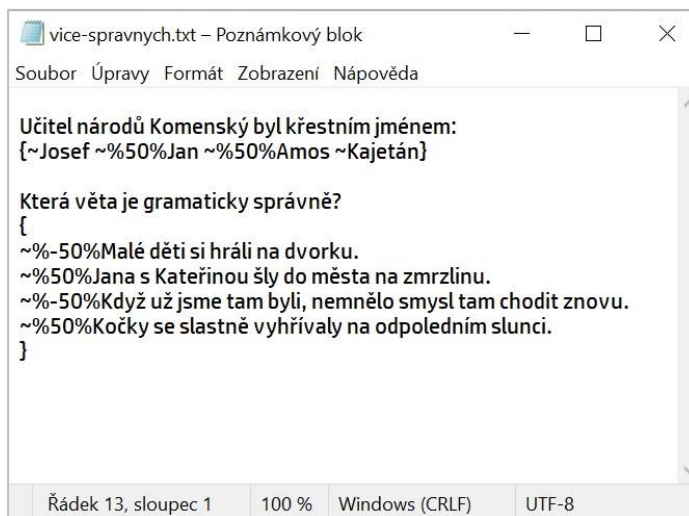 vice-spravnych.txt – Poznámkový blok
Soubor Úpravy Formát Zobrazení Nápověda
Učitel národů Komenský byl křestním jménem:
{~Josef ~%50%Jan ~%50%Amos ~Kajetán}
Která věta je gramaticky správně?
{
~%-50%Malé děti si hráli na dvorku.
~%50%Jana s Kateřinou šly do města na zmrzlinu.
~%-50%Když už jsme tam byli, nemnělo smysl tam chodit znovu.
~%50%Kočky se slastně vyhřívaly na odpoledním slunci.
}
Řádek 13, sloupec 1 100 % Windows (CRLF) UTF-8